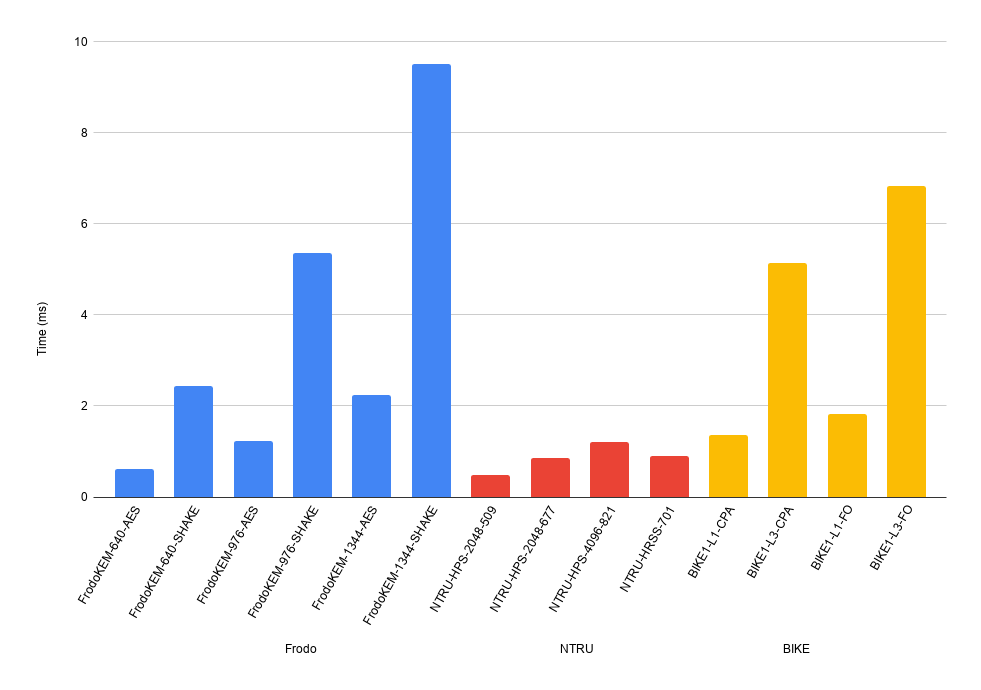 10
8
6
4
2
0
Time (ms)
FrodoKEM-640-AES
FrodoKEM-640-SHAKE
FrodoKEM-976-AES
FrodoKEM-976-SHAKE
FrodoKEM-1344-AES
FrodoKEM-1344-SHAKE
NTRU-HPS-2048-509
NTRU-HPS-2048-677
NTRU-HPS-4096-821
NTRU-HRSS-701
BIKE1-L1-CPA
BIKE1-L3-CPA
BIKE1-L1-FO
BIKE1-L3-FO
Frodo
NTRU
BIKE